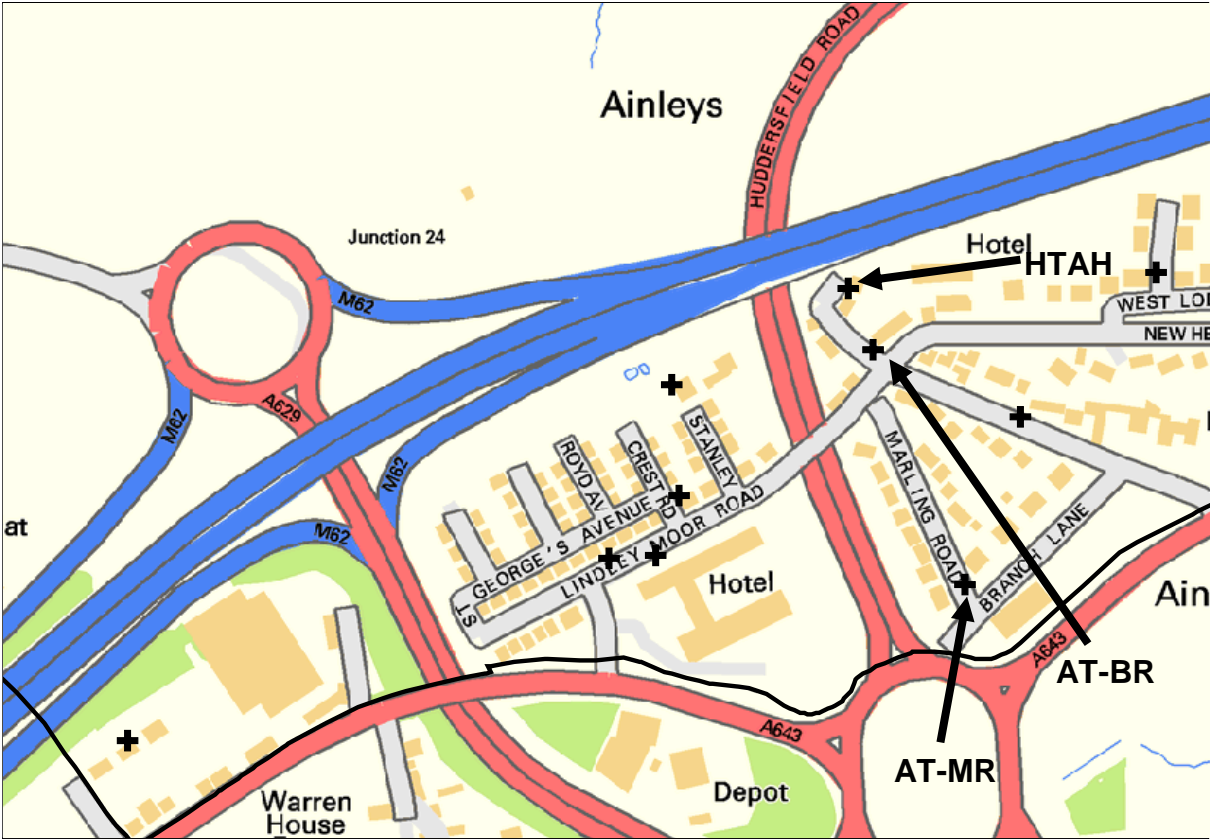 HUDDERSFIELD ROAD
Ainleys
Junction 24
Hotel
HTAH
M62
WEST LO
NEW HE
A629
M62
M62
STANLEY
CREST RD
ROYD AV
MARLING ROAD
at
GEORGE'S AVENUE
LINDLEY MOOR ROAD
M62
BRANCH LANE
Hotel
Ain
LS
A643
AT-BR
A643
AT-MR
Warren
House
Depot